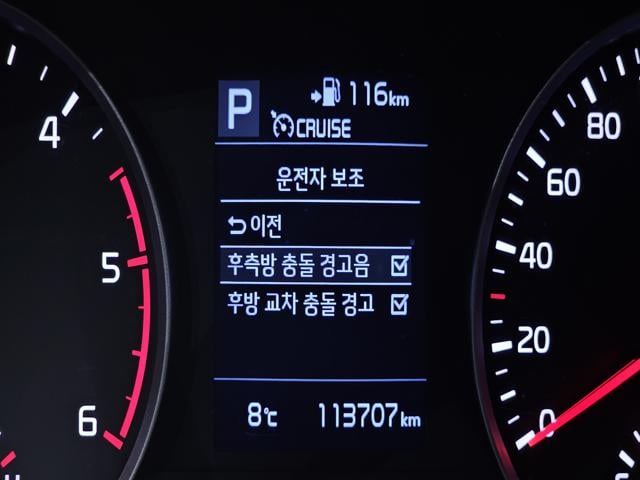 P
116km
CRUISE
운전자 보조
이전
후측방 충돌 경고음
후방 교차 충돌 경고
8℃ 113707km
4
5
6
80
60
40
20
0